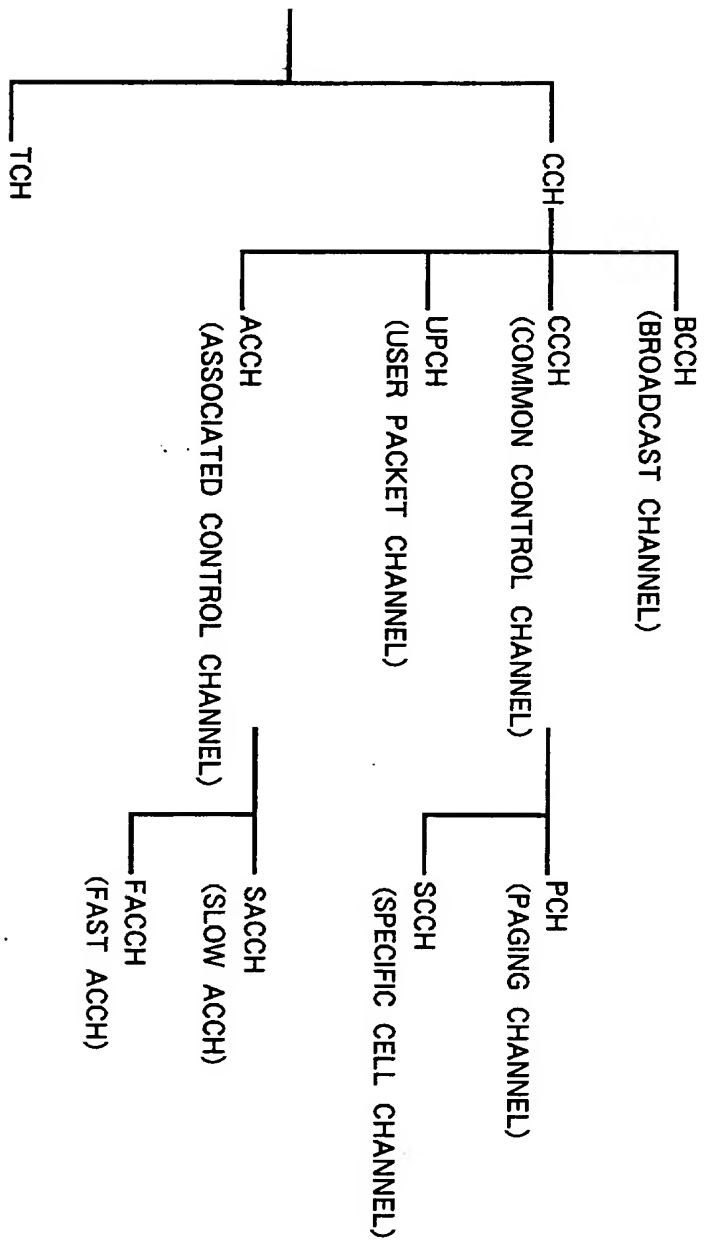 CCH
BCCH
(BROADCAST CHANNEL)
CCCH
(COMMON CONTROL CHANNEL)
PCH
(PAGING CHANNEL)
SCCH
(SPECIFIC CELL CHANNEL)
UPCH
(USER PACKET CHANNEL)
ACCH
(ASSOCIATED CONTROL CHANNEL)
SACCH
(SLOW ACCH)
FACCH
(FAST ACCH)
TCH